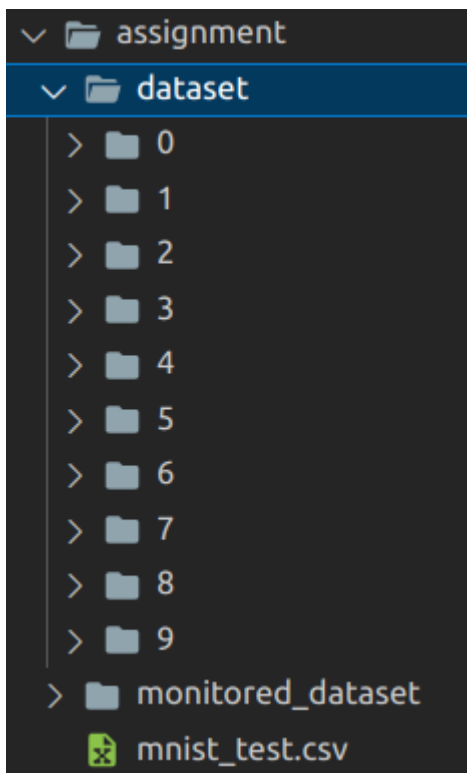 assignment
dataset
0
1
2
3
4
5
6
7
8
9
monitored_dataset
mnist_test.csv